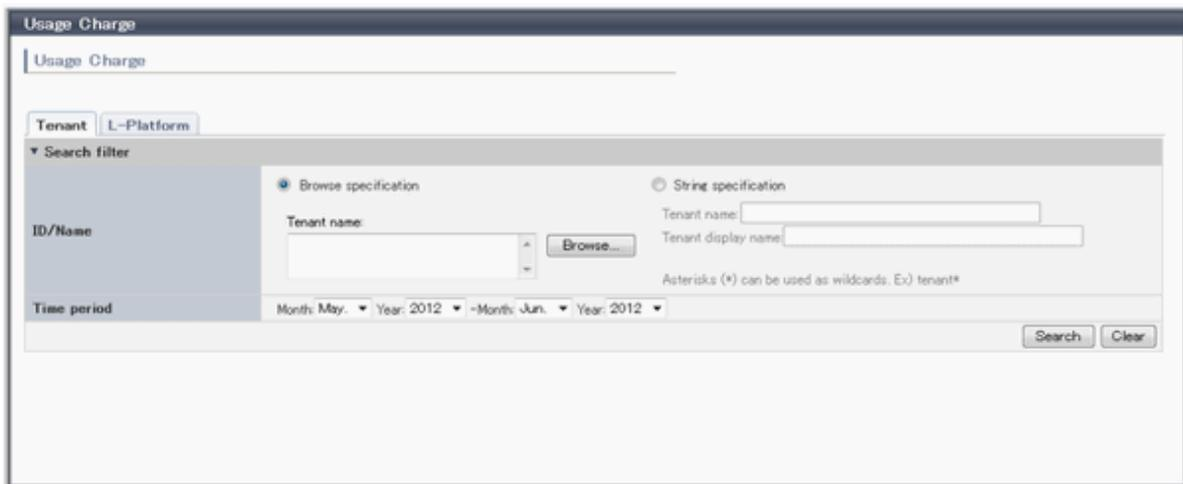 Usage Charge
Usage Charge
Tenant L-Platform
▼ Search filter
ID/Name
Browse specification
String specification
Tenant name:
Browse...
Tenant name:
Tenant display name:
Asterisks (*) can be used as wildcards. Ex) tenant*
Time period
Month: May. Year: 2012 -Month: Jun. Year: 2012
Search Clear